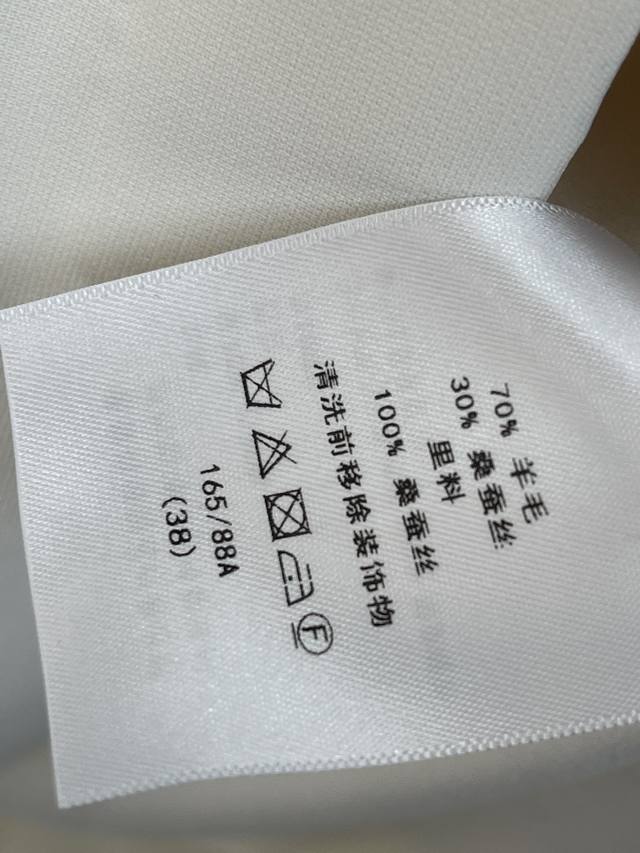 70% 羊毛
30% 桑蚕丝
里料
100% 桑蚕丝
清洗前移除装饰物
F
165/88A
(38)